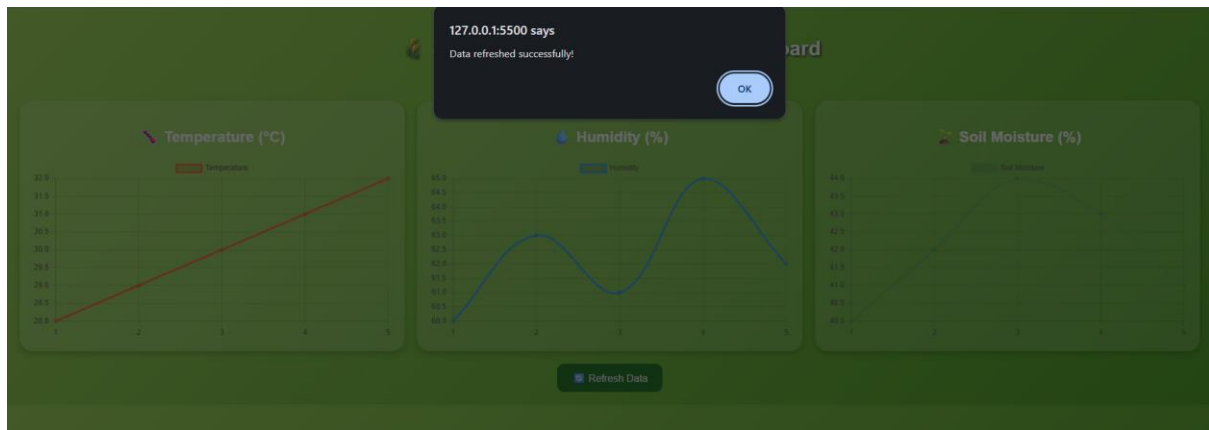 127.0.0.1:5500 says
Data refreshed successfully!
OK
Temperature (°C)
Humidity (%)
Soil Moisture (%)
Temperature
Humidity
Soil Moisture
32.0
31.5
31.0
30.5
30.0
29.5
29.0
28.5
28.0
1 2 3 4 5
65.0
64.5
64.0
63.5
63.0
62.5
62.0
61.5
61.0
60.5
60.0
1 2 3 4 5
44.0
43.5
43.0
42.5
42.0
41.5
41.0
40.5
40.0
1 2 3 4 5
Refresh Data